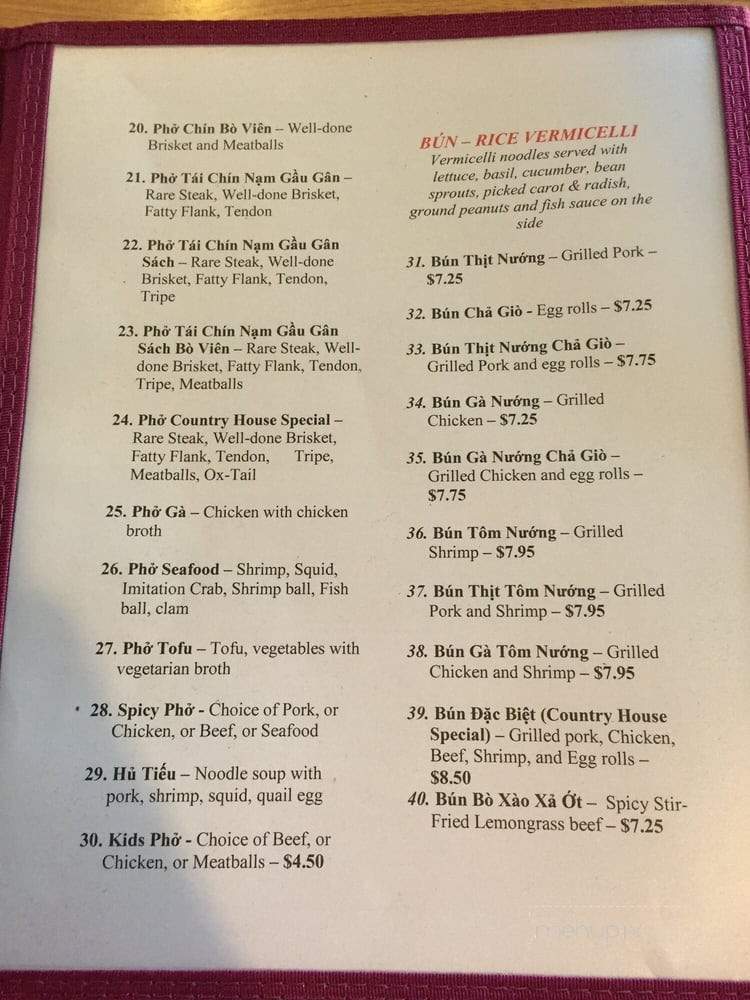 20. Phở Chín Bò Viên – Well-done
Brisket and Meatballs
21. Phở Tái Chín Nạm Gầu Gân –
Rare Steak, Well-done Brisket,
Fatty Flank, Tendon
22. Phở Tái Chín Nạm Gầu Gân
Sách – Rare Steak, Well-done
Brisket, Fatty Flank, Tendon,
Tripe
23. Phở Tái Chín Nạm Gầu Gân
Sách Bò Viên – Rare Steak, Well-
done Brisket, Fatty Flank, Tendon,
Tripe, Meatballs
24. Phở Country House Special –
Rare Steak, Well-done Brisket,
Fatty Flank, Tendon, Tripe,
Meatballs, Ox-Tail
25. Phở Gà – Chicken with chicken
broth
26. Phở Seafood – Shrimp, Squid,
Imitation Crab, Shrimp ball, Fish
ball, clam
27. Phở Tofu – Tofu, vegetables with
vegetarian broth
28. Spicy Phở - Choice of Pork, or
Chicken, or Beef, or Seafood
29. Hủ Tiếu – Noodle soup with
pork, shrimp, squid, quail egg
30. Kids Phở - Choice of Beef, or
Chicken, or Meatballs – $4.50
BÚN – RICE VERMICELLI
Vermicelli noodles served with
lettuce, basil, cucumber, bean
sprouts, picked carot & radish,
ground peanuts and fish sauce on the
side
31. Bún Thịt Nướng – Grilled Pork –
$7.25
32. Bún Chả Giò - Egg rolls – $7.25
33. Bún Thịt Nướng Chả Giò –
Grilled Pork and egg rolls – $7.75
34. Bún Gà Nướng – Grilled
Chicken – $7.25
35. Bún Gà Nướng Chả Giò –
Grilled Chicken and egg rolls –
$7.75
36. Bún Tôm Nướng – Grilled
Shrimp – $7.95
37. Bún Thịt Tôm Nướng – Grilled
Pork and Shrimp – $7.95
38. Bún Gà Tôm Nướng – Grilled
Chicken and Shrimp – $7.95
39. Bún Đặc Biệt (Country House
Special) – Grilled pork, Chicken,
Beef, Shrimp, and Egg rolls –
$8.50
40. Bún Bò Xào Xả Ớt – Spicy Stir-
Fried Lemongrass beef – $7.25